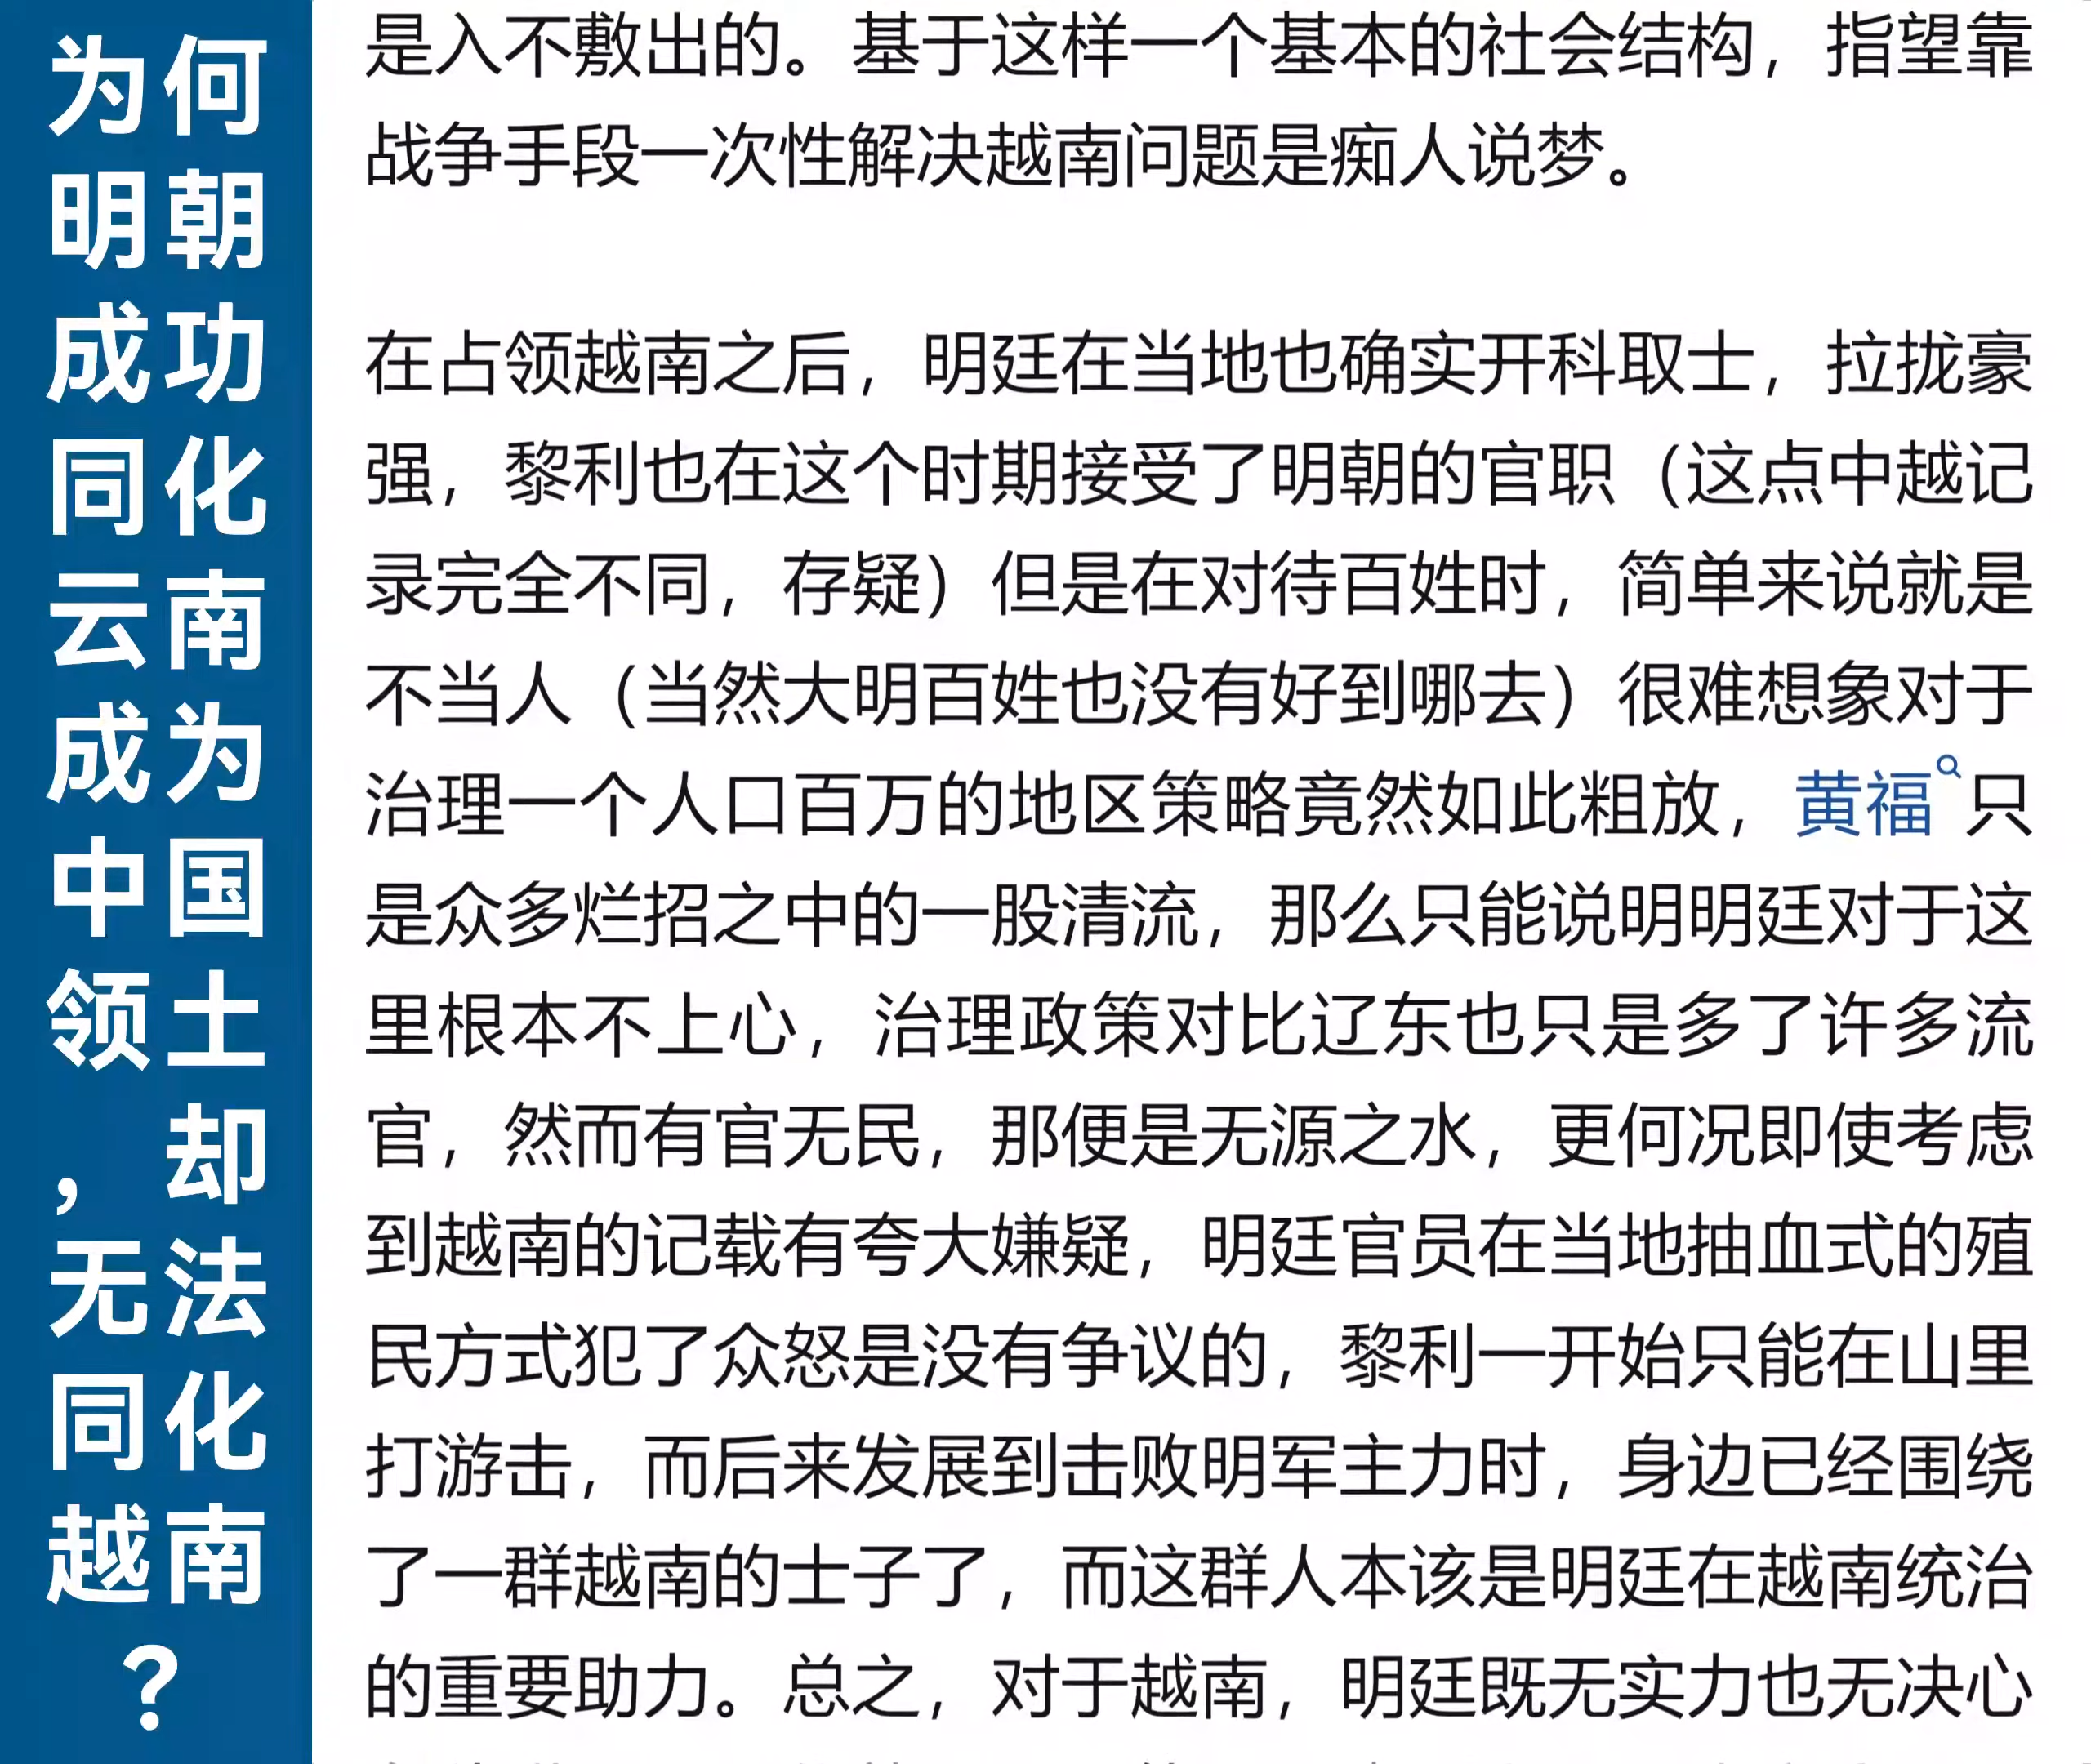 为何
明朝
成功
同化
云南
成为
中国
领土
，却
无法
同化
越南
？
是入不敷出的。基于这样一个基本的社会结构，指望靠
战争手段一次性解决越南问题是痴人说梦。
在占领越南之后，明廷在当地也确实开科取士，拉拢豪
强，黎利也在这个时期接受了明朝的官职（这点中越记
录完全不同，存疑）但是在对待百姓时，简单来说就是
不当人（当然大明百姓也没有好到哪去）很难想象对于
治理一个人口百万的地区策略竟然如此粗放，黄福只
是众多烂招之中的一股清流，那么只能说明明廷对于这
里根本不上心，治理政策对比辽东也只是多了许多流
官，然而有官无民，那便是无源之水，更何况即使考虑
到越南的记载有夸大嫌疑，明廷官员在当地抽血式的殖
民方式犯了众怒是没有争议的，黎利一开始只能在山里
打游击，而后来发展到击败明军主力时，身边已经围绕
了一群越南的士子了，而这群人本该是明廷在越南统治
的重要助力。总之，对于越南，明廷既无实力也无决心